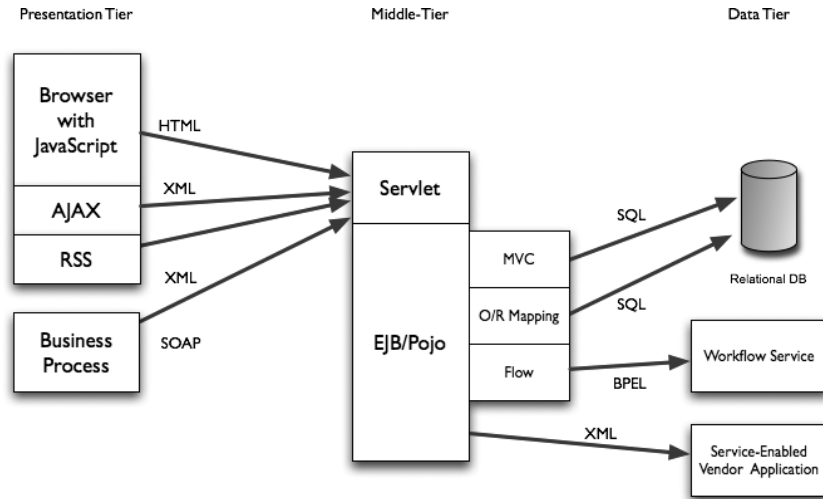 Presentation Tier
Middle-Tier
Data Tier
Browser
with
JavaScript
AJAX
RSS
Business
Process
HTML
XML
XML
SOAP
Servlet
EJB/Pojo
MVC
O/R Mapping
Flow
SQL
SQL
BPEL
XML
Relational DB
Workflow Service
Service-Enabled
Vendor Application